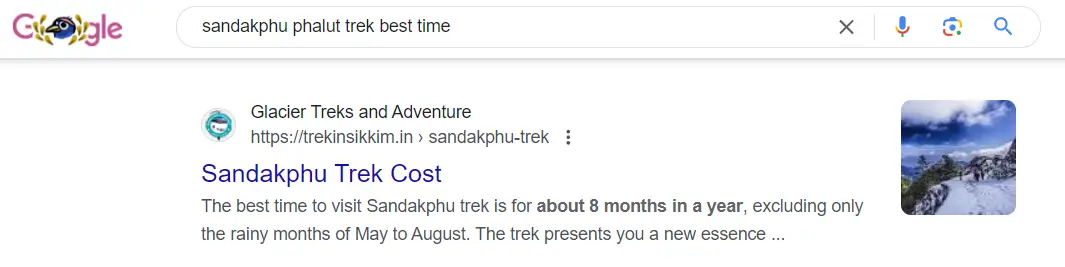 Google
sandakphu phalut trek best time
Glacier Treks and Adventure
https://trekinsikkim.in › sandakphu-trek
Sandakphu Trek Cost
The best time to visit Sandakphu trek is for about 8 months in a year, excluding only
the rainy months of May to August. The trek presents you a new essence ...